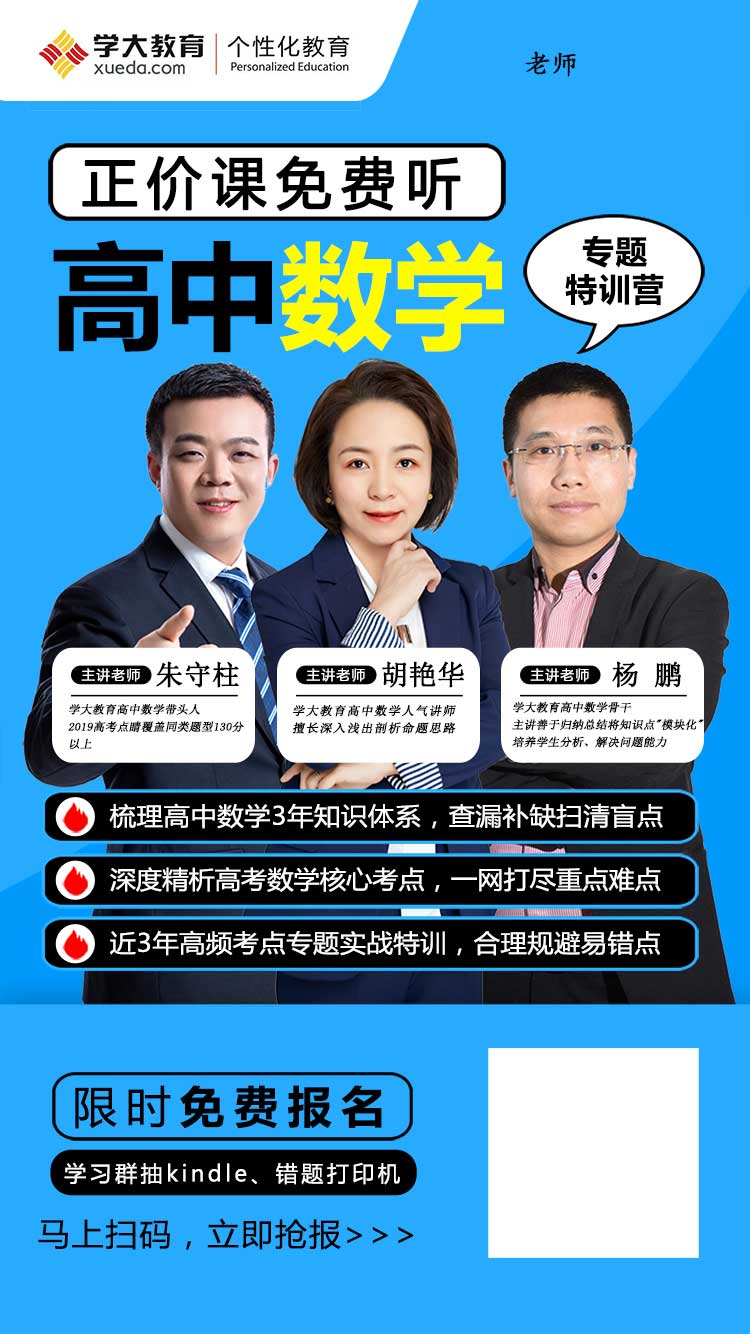 学大教育
xueda.com
个性化教育
Personalized Education
老师
正价课免费听
高中数学
专题
特训营
主讲老师 朱守柱
学大教育高中数学带头人
2019高考点睛覆盖同类题型130分
以上
主讲老师 胡艳华
学大教育高中数学人气讲师
擅长深入浅出剖析命题思路
主讲老师 杨 鹏
学大教育高中数学骨干
主讲善于归纳总结将知识点"模块化"
培养学生分析、解决问题能力
梳理高中数学3年知识体系，查漏补缺扫清盲点
深度精析高考数学核心考点，一网打尽重点难点
近3年高频考点专题实战特训，合理规避易错点
限时免费报名
学习群抽kindle、错题打印机
马上扫码，立即抢报>>>